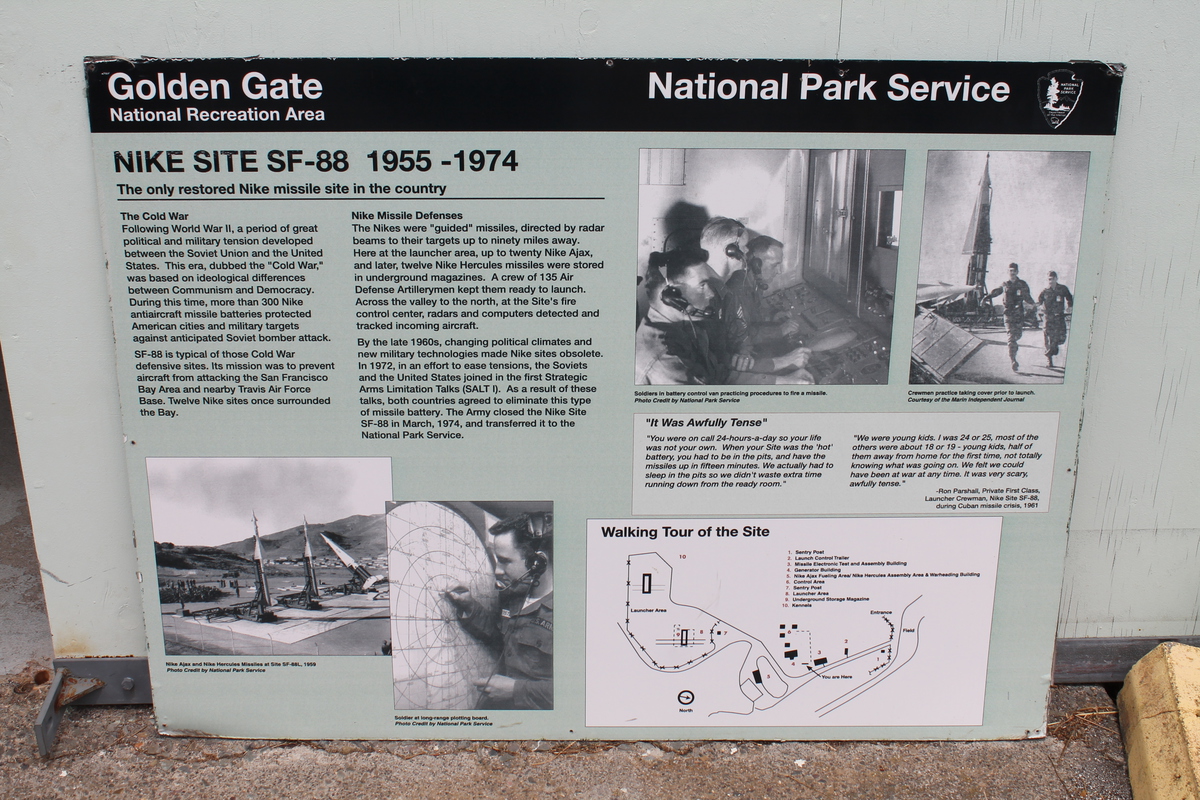 Golden Gate
National Recreation Area
National Park Service
NATIONAL
PARK
SERVICE
NIKE SITE SF-88 1955 -1974
The only restored Nike missile site in the country
The Cold War
Following World War II, a period of great
political and military tension developed
between the Soviet Union and the United
States. This era, dubbed the "Cold War,"
was based on ideological differences
between Communism and Democracy.
During this time, more than 300 Nike
antiaircraft missile batteries protected
American cities and military targets
against anticipated Soviet bomber attack.
SF-88 is typical of those Cold War
defensive sites. Its mission was to prevent
aircraft from attacking the San Francisco
Bay Area and nearby Travis Air Force
Base. Twelve Nike sites once surrounded
the Bay.
Nike Missile Defenses
The Nikes were "guided" missiles, directed by radar
beams to their targets up to ninety miles away.
Here at the launcher area, up to twenty Nike Ajax,
and later, twelve Nike Hercules missiles were stored
in underground magazines. A crew of 135 Air
Defense Artillerymen kept them ready to launch.
Across the valley to the north, at the Site's fire
control center, radars and computers detected and
tracked incoming aircraft.
By the late 1960s, changing political climates and
new military technologies made Nike sites obsolete.
In 1972, in an effort to ease tensions, the Soviets
and the United States joined in the first Strategic
Arms Limitation Talks (SALT I). As a result of these
talks, both countries agreed to eliminate this type
of missile battery. The Army closed the Nike Site
SF-88 in March, 1974, and transferred it to the
National Park Service.
Soldiers in battery control van practicing procedures to fire a missile.
Photo Credit by National Park Service
Crewmen practice taking cover prior to launch.
Courtesy of the Marin Independent Journal
"It Was Awfully Tense"
"You were on call 24-hours-a-day so your life
was not your own. When your Site was the 'hot'
battery, you had to be in the pits, and have the
missiles up in fifteen minutes. We actually had to
sleep in the pits so we didn't waste extra time
running down from the ready room."
"We were young kids. I was 24 or 25, most of the
others were about 18 or 19 - young kids, half of
them away from home for the first time, not totally
knowing what was going on. We felt we could
have been at war at any time. It was very scary,
awfully tense."
-Ron Parshall, Private First Class,
Launcher Crewman, Nike Site SF-88,
during Cuban missile crisis, 1961
Nike Ajax and Nike Hercules Missiles at Site SF-88L, 1959
Photo Credit by National Park Service
Soldier at long-range plotting board.
Photo Credit by National Park Service
Walking Tour of the Site
1. Sentry Post
2. Launch Control Trailer
3. Missile Electronic Test and Assembly Building
4. Generator Building
5. Nike Ajax Fueling Area/ Nike Hercules Assembly Area & Warheading Building
6. Control Area
7. Sentry Post
8. Launcher Area
9. Underground Storage Magazine
10. Kennels
10
Launcher Area
Entrance
Field
8
7
6
4
3
2
1
5
You are Here
North